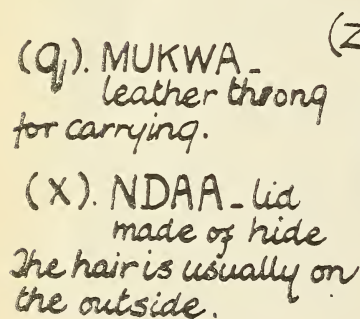 (Z
(q). MUKWA -
leather throng
for carrying.
(x). NDAA - lid
made of hide
The hair is usually on
the outside.